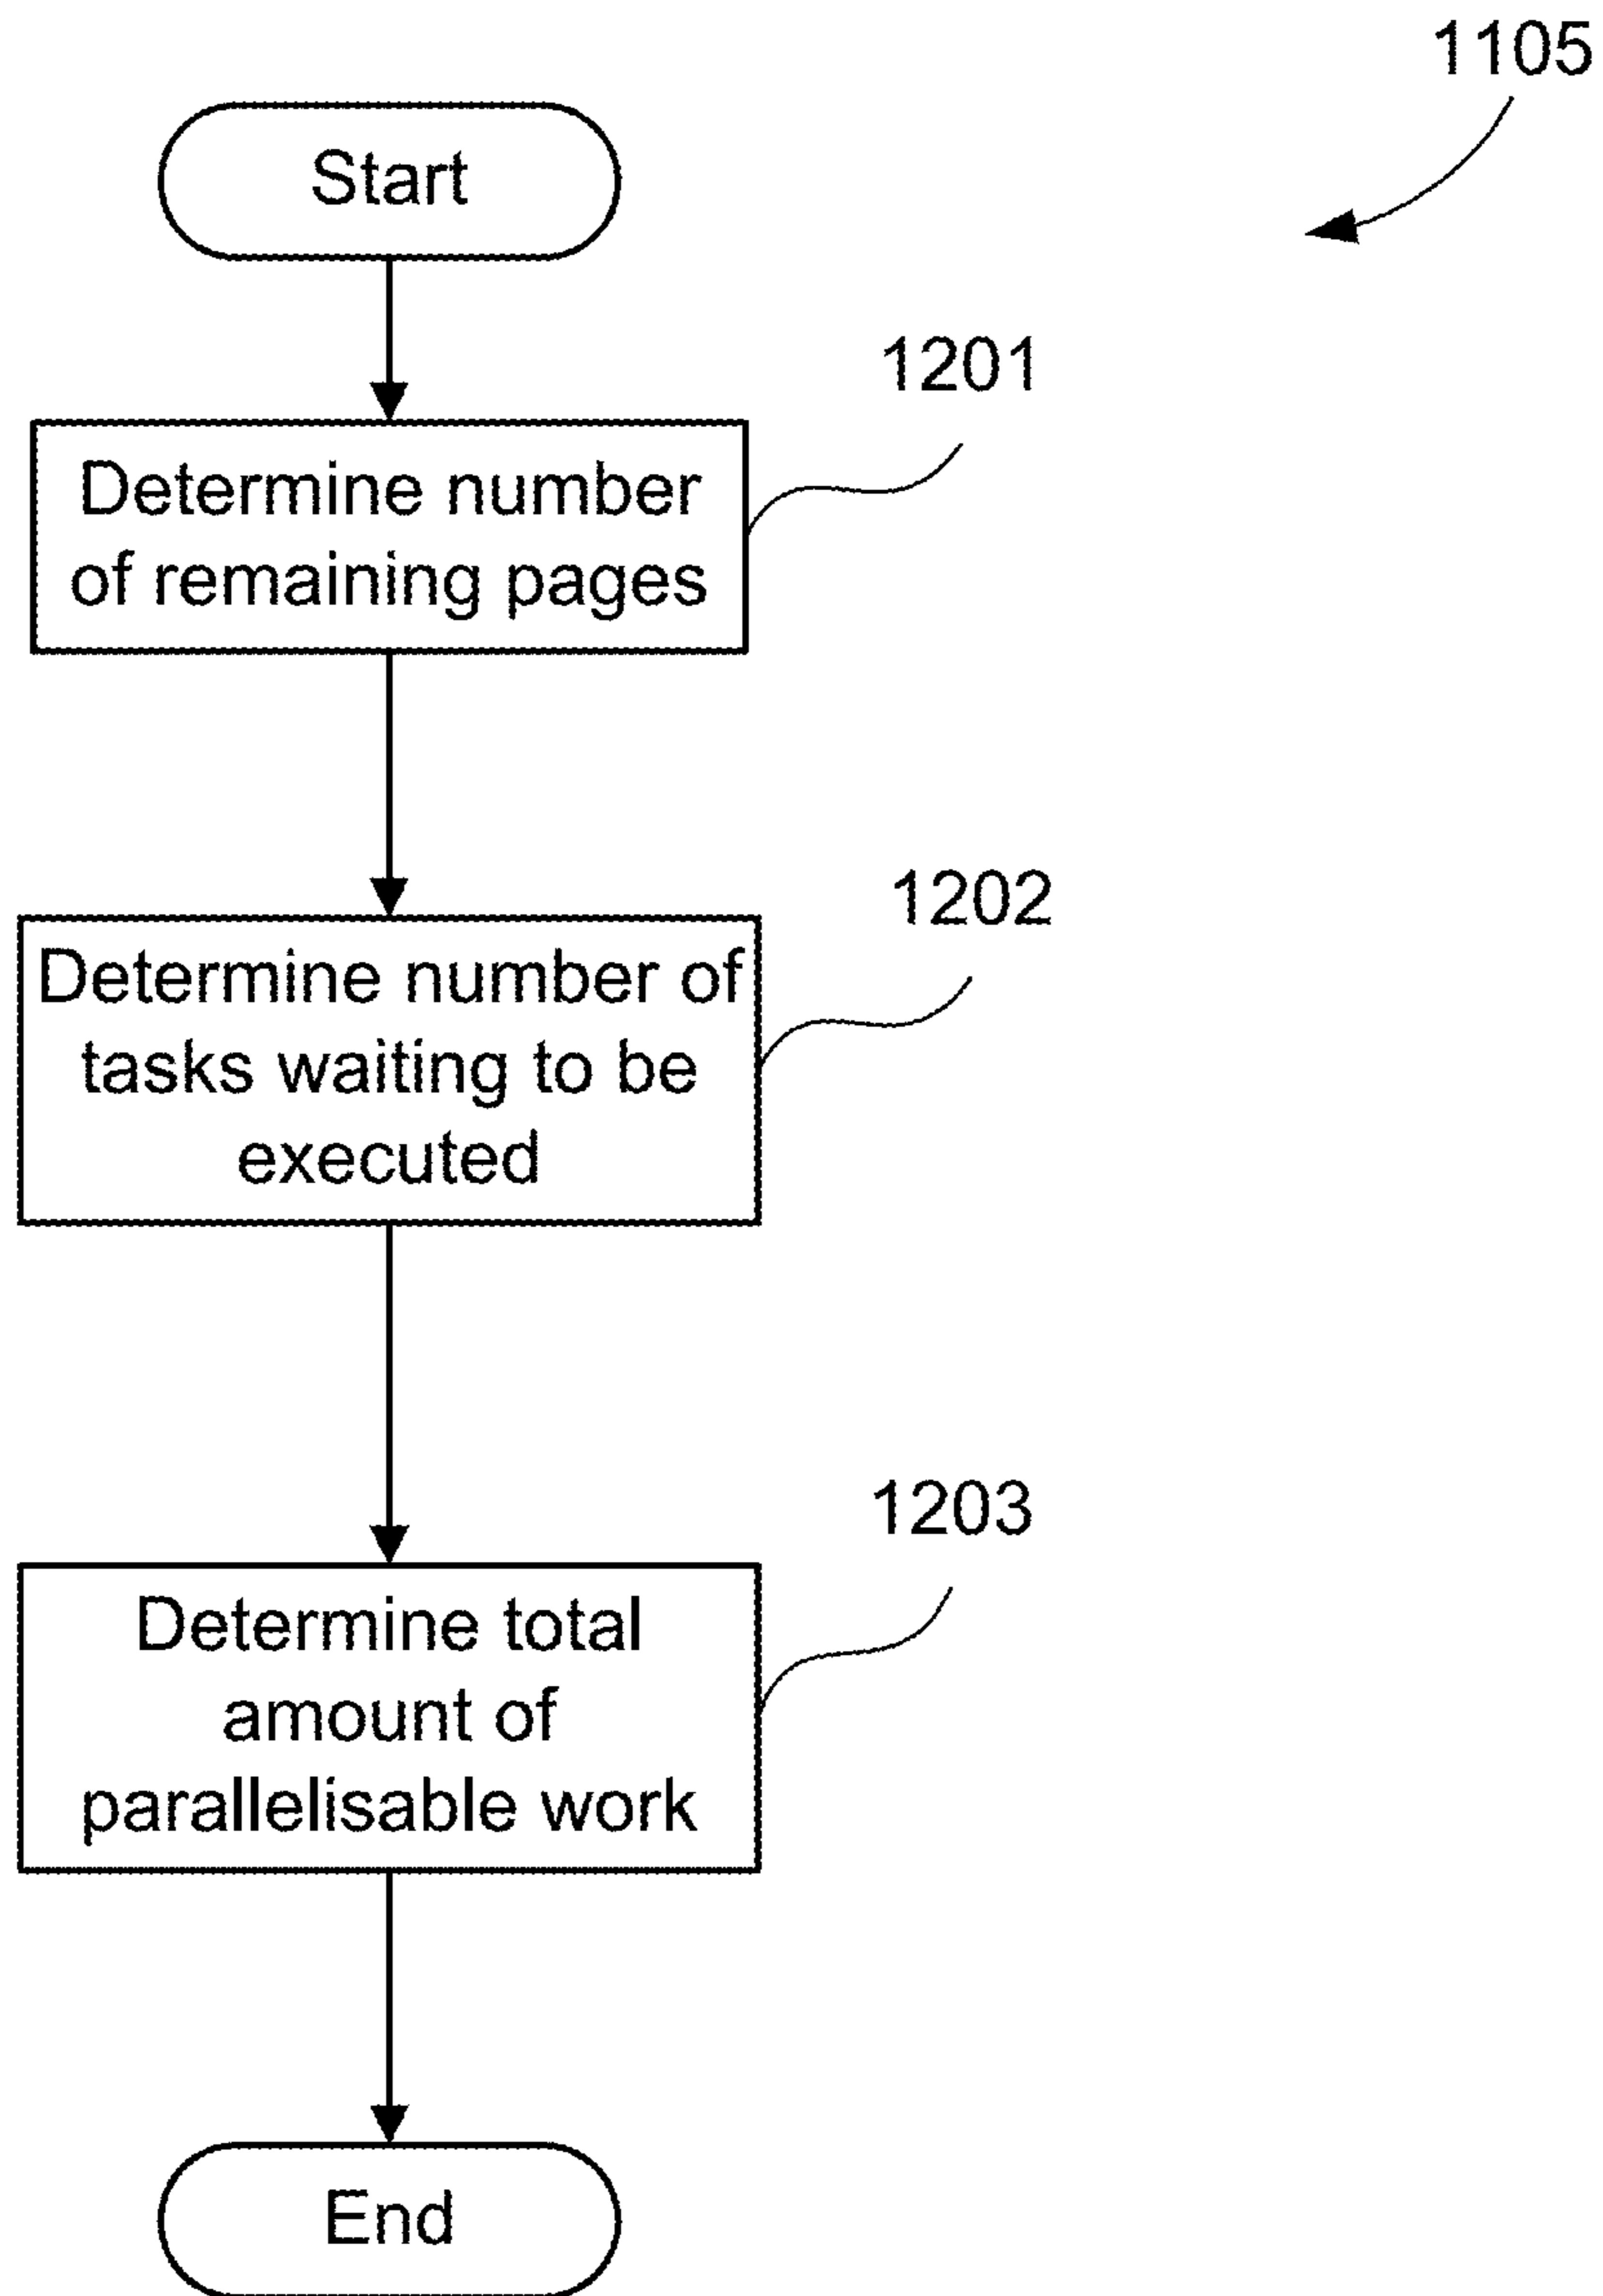 1105
Start
1201
Determine number
of remaining pages
1202
Determine number of
tasks waiting to be
executed
1203
Determine total
amount of
parallelisable work
End